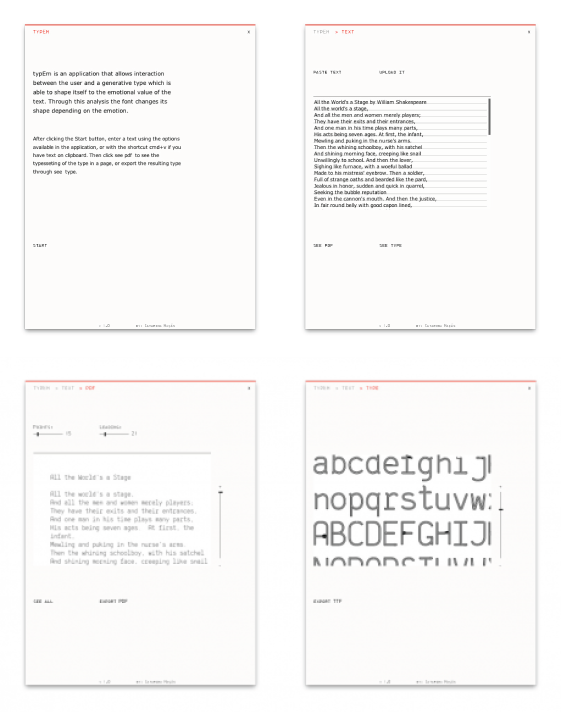 TYPEM
x
typEm is an application that allows interaction
between the user and a generative type which is
able to shape itself to the emotional value of the
text. Through this analysis the font changes its
shape depending on the emotion.
After clicking the Start button, enter a text using the options
available in the application, or with the shortcut cmd+v if you
have text on clipboard. Then click see pdf to see the
typesetting of the text in a page, or export the resulting type
through see type.
START
TYPEM > TEXT
PASTE TEXT UPLOAD IT
All the World's a Stage by William Shakespeare
All the world's a stage,
And all the men and women merely players;
They have their exits and their entrances,
And one man in his time plays many parts,
His acts being seven ages. At first, the infant,
Mewling and puking in the nurse's arms.
Then the whining schoolboy, with his satchel
And shining morning face, creeping like snail
Unwillingly to school. And then the lover,
Sighing like furnace, with a woeful ballad
Made to his mistress' eyebrow. Then a soldier,
Full of strange oaths and bearded like the pard,
Jealous in honor, sudden and quick in quarrel,
Seeking the bubble reputation
Even in the cannon's mouth. And then the justice,
In fair round belly with good capon lined,
SEE PDF SEE TYPE
TYPEM > TEXT > PDF
All the World's a Stage
All the world's a stage,
And all the men and women merely players;
They have their exits and their entrances,
And one man in his time plays many parts,
His acts being seven ages. At first, the
infant,
Mewling and puking in the nurse's arms.
Then the whining schoolboy, with his satchel
And shining morning face, creeping like snail
SEE ALL EXPORT PDF
TYPEM > TEXT > TYPE
abcdefghiJ
nopqrstuvw
ABCDEFGHIJ
NOPQRSTUV
EXPORT TTF